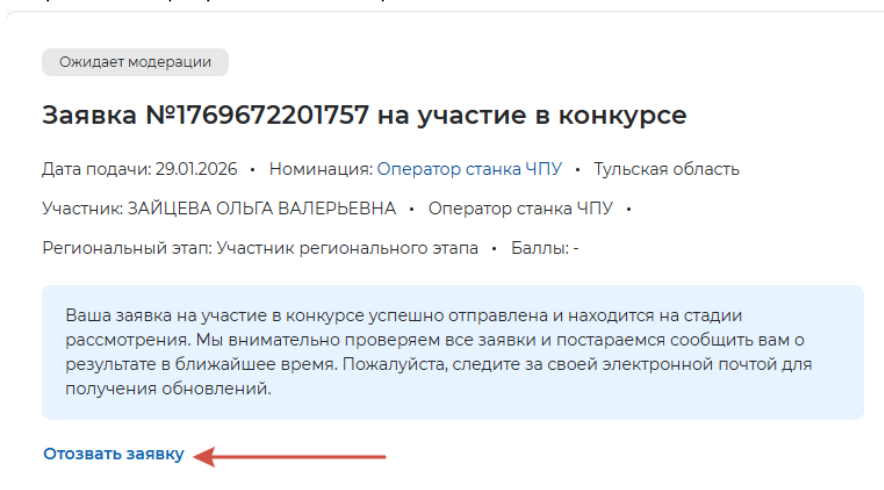 Ожидает модерации
Заявка №1769672201757 на участие в конкурсе
Дата подачи: 29.01.2026 • Номинация: Оператор станка ЧПУ • Тульская область
Участник: ЗАЙЦЕВА ОЛЬГА ВАЛЕРЬЕВНА • Оператор станка ЧПУ •
Региональный этап: Участник регионального этапа • Баллы: -
Ваша заявка на участие в конкурсе успешно отправлена и находится на стадии
рассмотрения. Мы внимательно проверяем все заявки и постараемся сообщить вам о
результате в ближайшее время. Пожалуйста, следите за своей электронной почтой для
получения обновлений.
Отозвать заявку